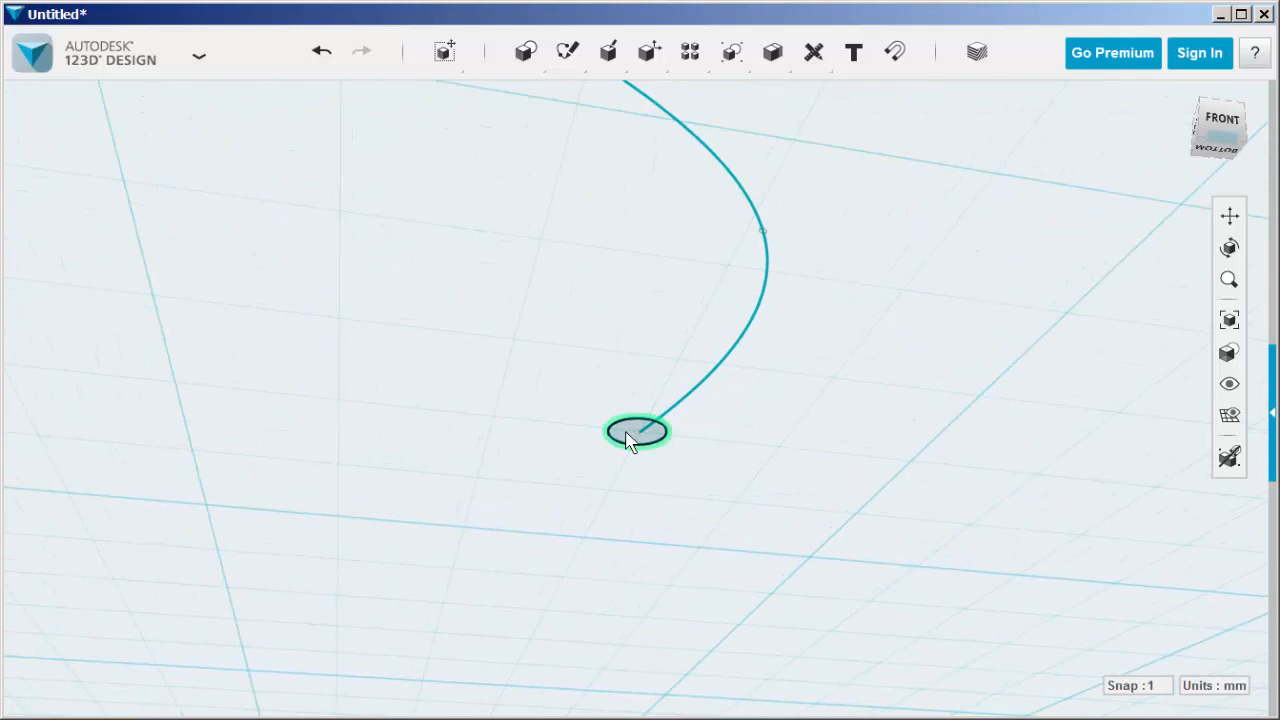 Untitled*
AUTODESK®
123D® DESIGN
T
Go Premium
Sign In
?
FRONT
BOTTOM
Snap : 1
Units : mm